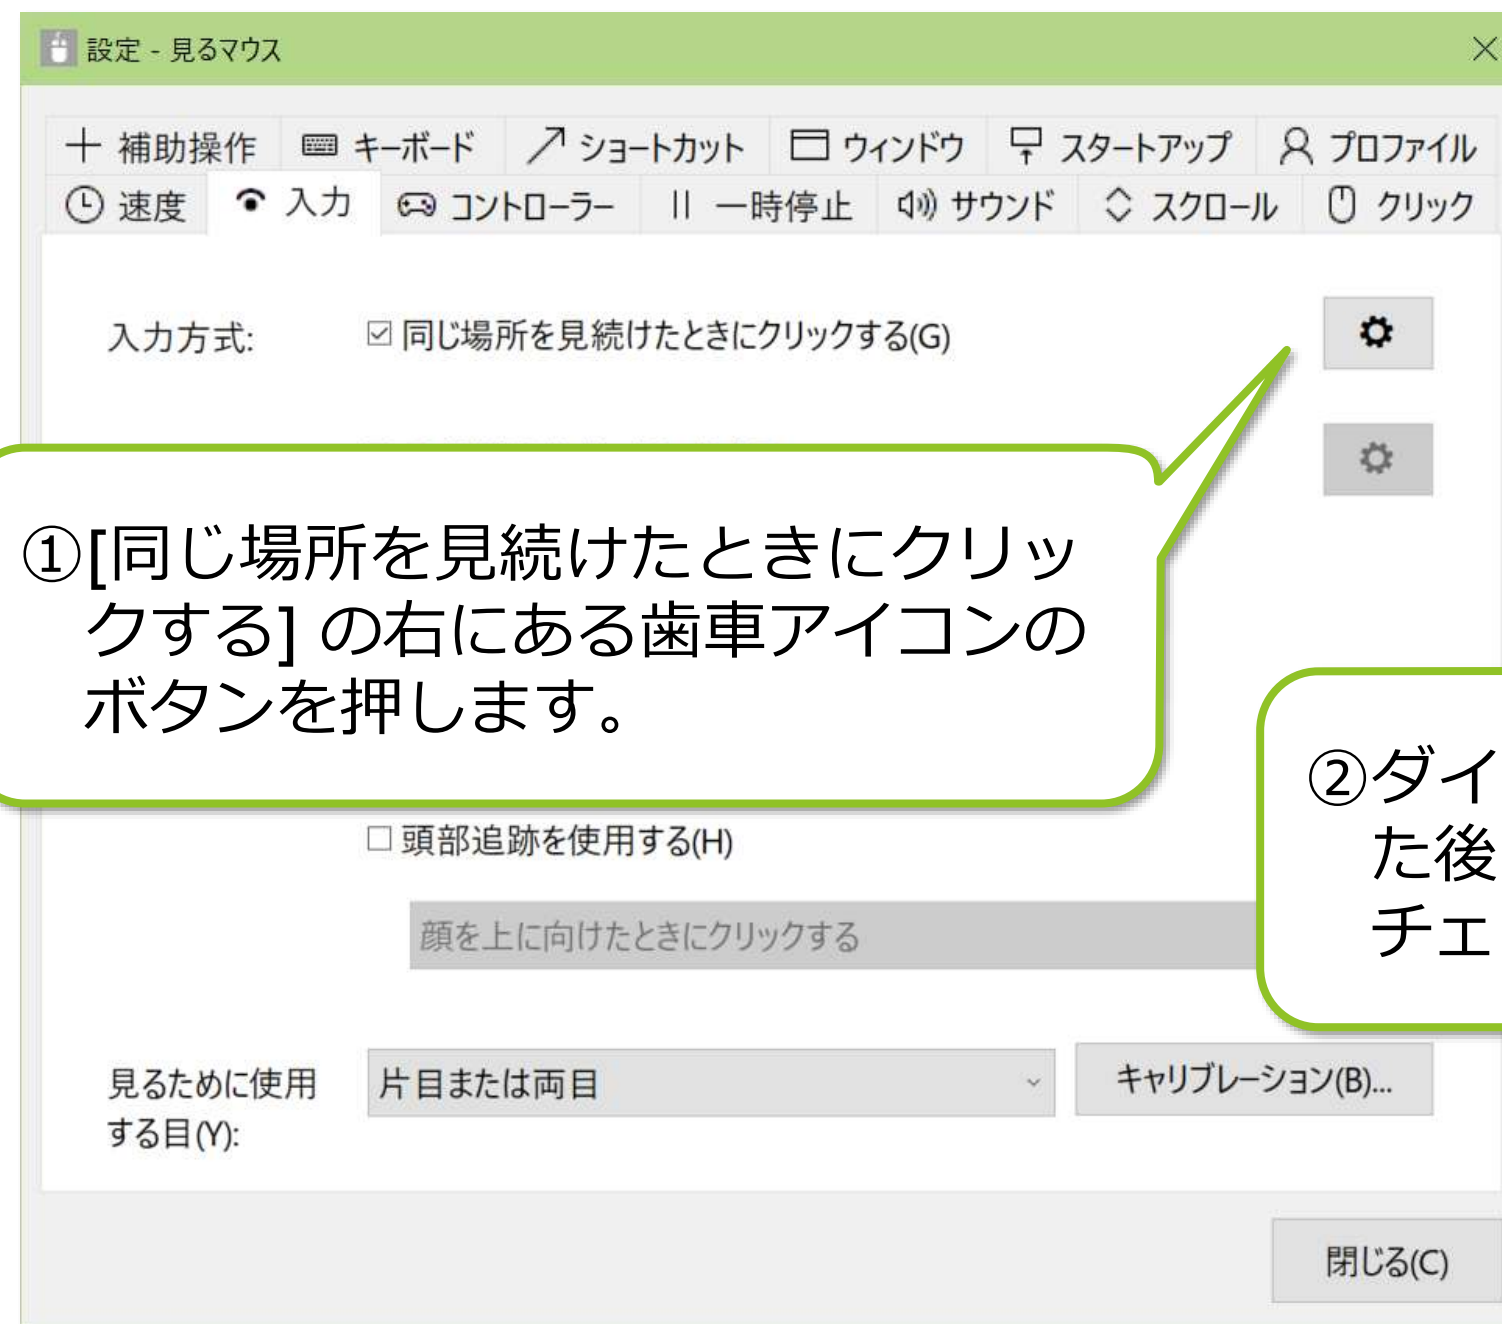 設定 - 見るマウス
補助操作 キーボード ショートカット ウィンドウ スタートアップ プロファイル
速度 入力 コントローラー 一時停止 サウンド スクロール クリック
入力方式: 同じ場所を見続けたときにクリックする(G)
①[同じ場所を見続けたときにクリッ
クする] の右にある歯車アイコンの
ボタンを押します。
②ダイ
た後
チェ
頭部追跡を使用する(H)
顔を上に向けたときにクリックする
見るために使用
する目(Y):
片目または両目
キャリブレーション(B)...
閉じる(C)